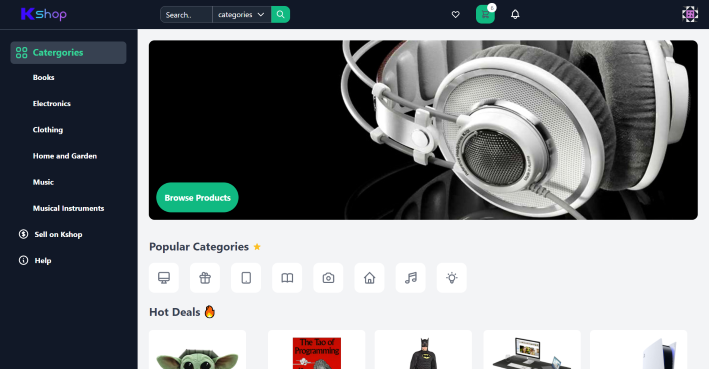 Kshop
Search..
categories
6
Catergories
Books
Electronics
Clothing
Home and Garden
Music
Musical Instruments
Sell on Kshop
Help
Browse Products
Popular Categories
Hot Deals
The Tao of
Programming